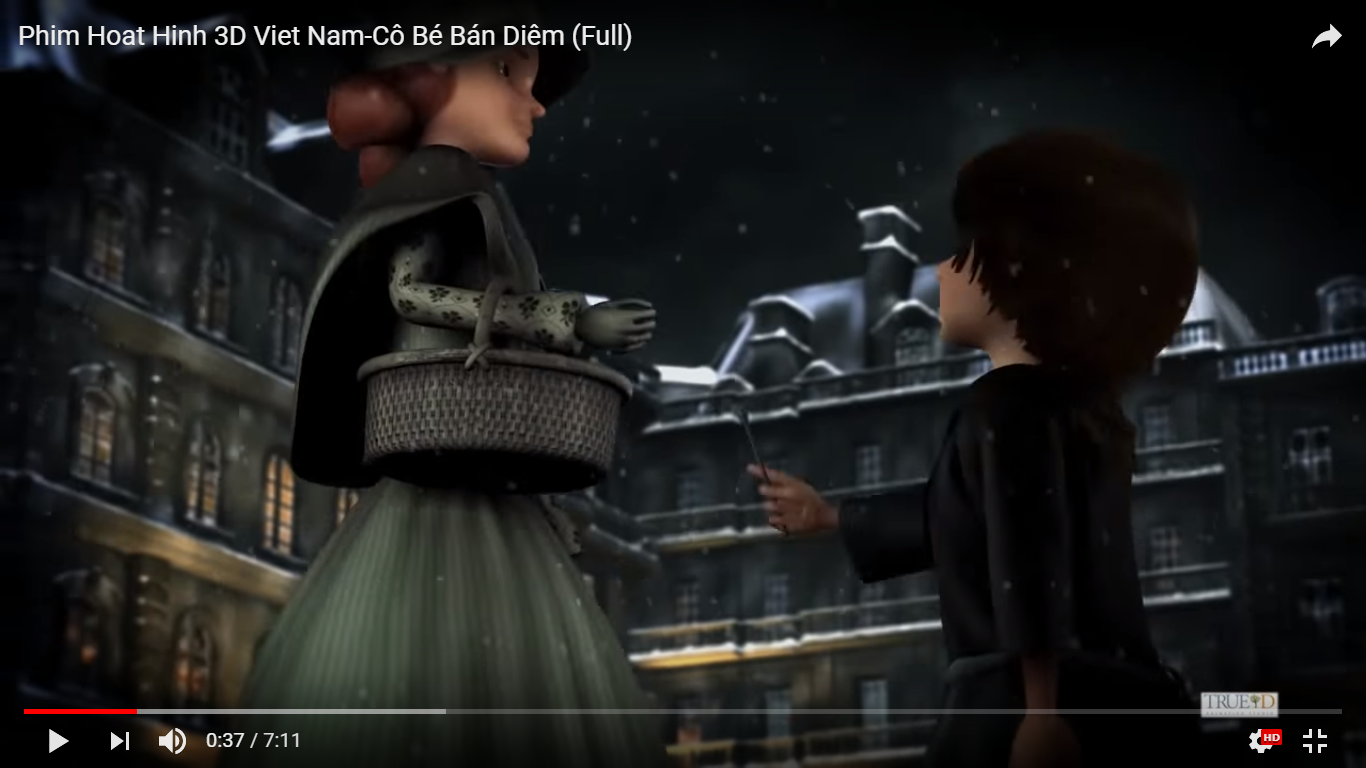 Phim Hoat Hinh 3D Viet Nam-Cô Bé Bán Diêm (Full)
TRUE D
0:37 / 7:11
HD